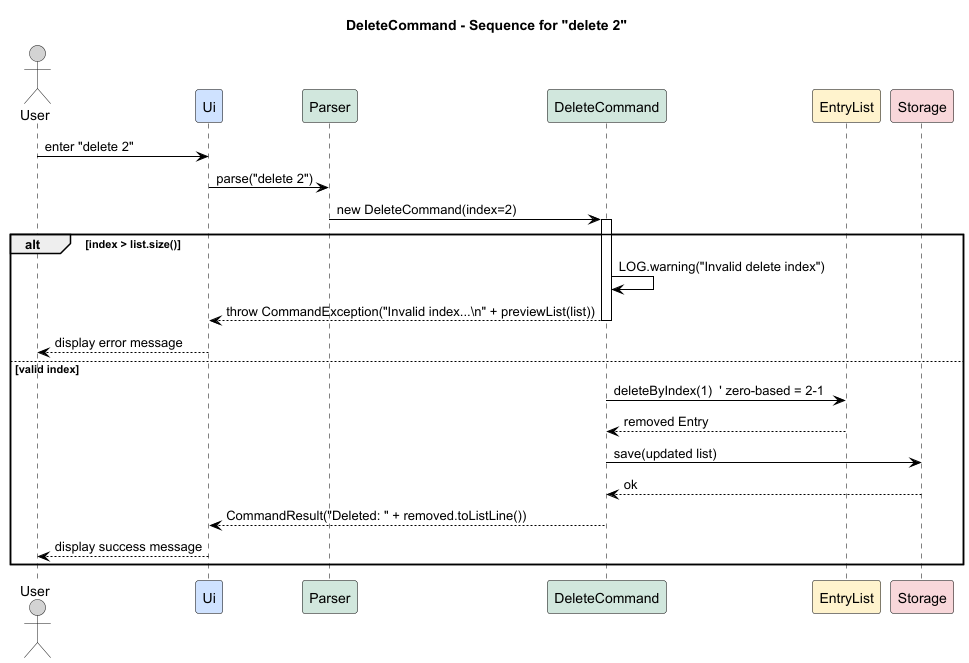 DeleteCommand - Sequence for "delete 2"
User
Ui
Parser
DeleteCommand
EntryList
Storage
enter "delete 2"
parse("delete 2")
new DeleteCommand(index=2)
alt
[index > list.size()]
LOG.warning("Invalid delete index")
throw CommandException("Invalid index...\n" + previewList(list))
display error message
[valid index]
deleteByIndex(1)  ' zero-based = 2-1
removed Entry
save(updated list)
ok
CommandResult("Deleted: " + removed.toListLine())
display success message
User
Ui
Parser
DeleteCommand
EntryList
Storage